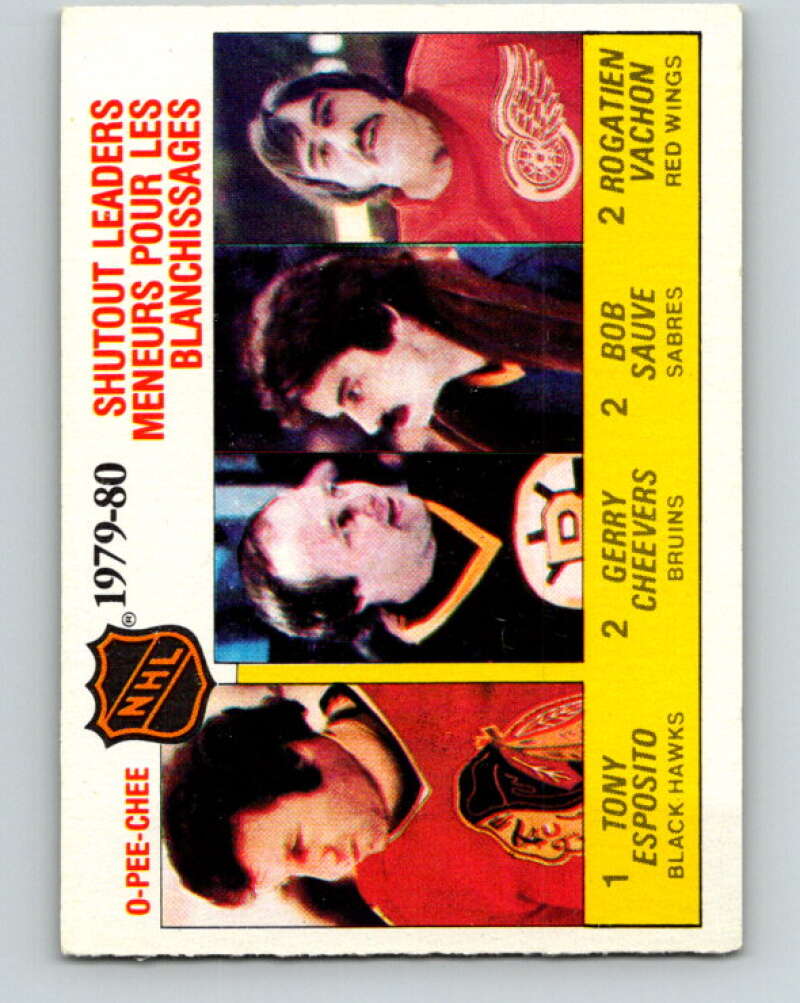 O-PEE-CHEE
NHL
® 1979-80
SHUTOUT LEADERS
MENEURS POUR LES
BLANCHISSAGES
B
1 TONY
ESPOSITO
BLACK HAWKS
2 GERRY
CHEEVERS
BRUINS
2 BOB
SAUVE
SABRES
2 ROGATIEN
VACHON
RED WINGS